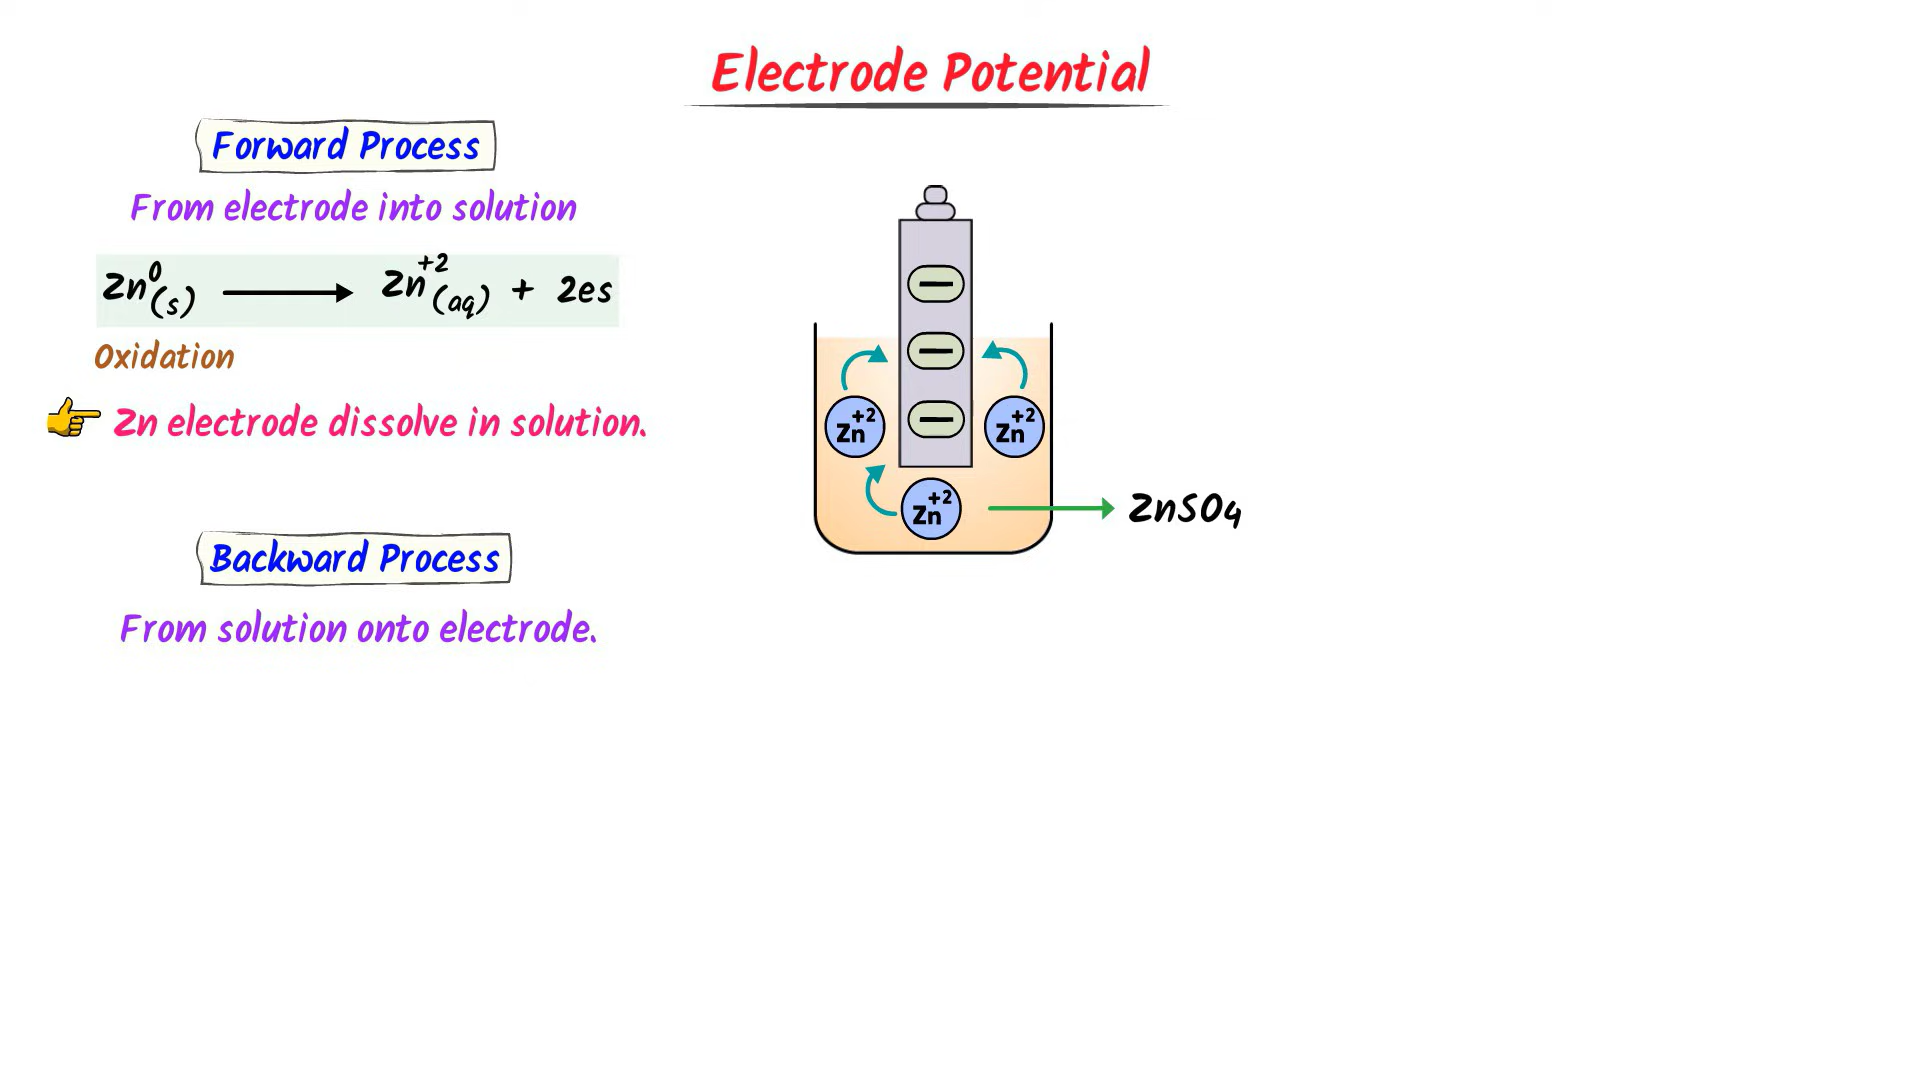 Electrode Potential
Forward Process
From electrode into solution
Zn⁰(s) ⟶ Zn⁺²(aq) + 2es
Oxidation
Zn electrode dissolve in solution.
Backward Process
From solution onto electrode.
Zn⁺²
Zn⁺²
Zn⁺²
ZnSO₄